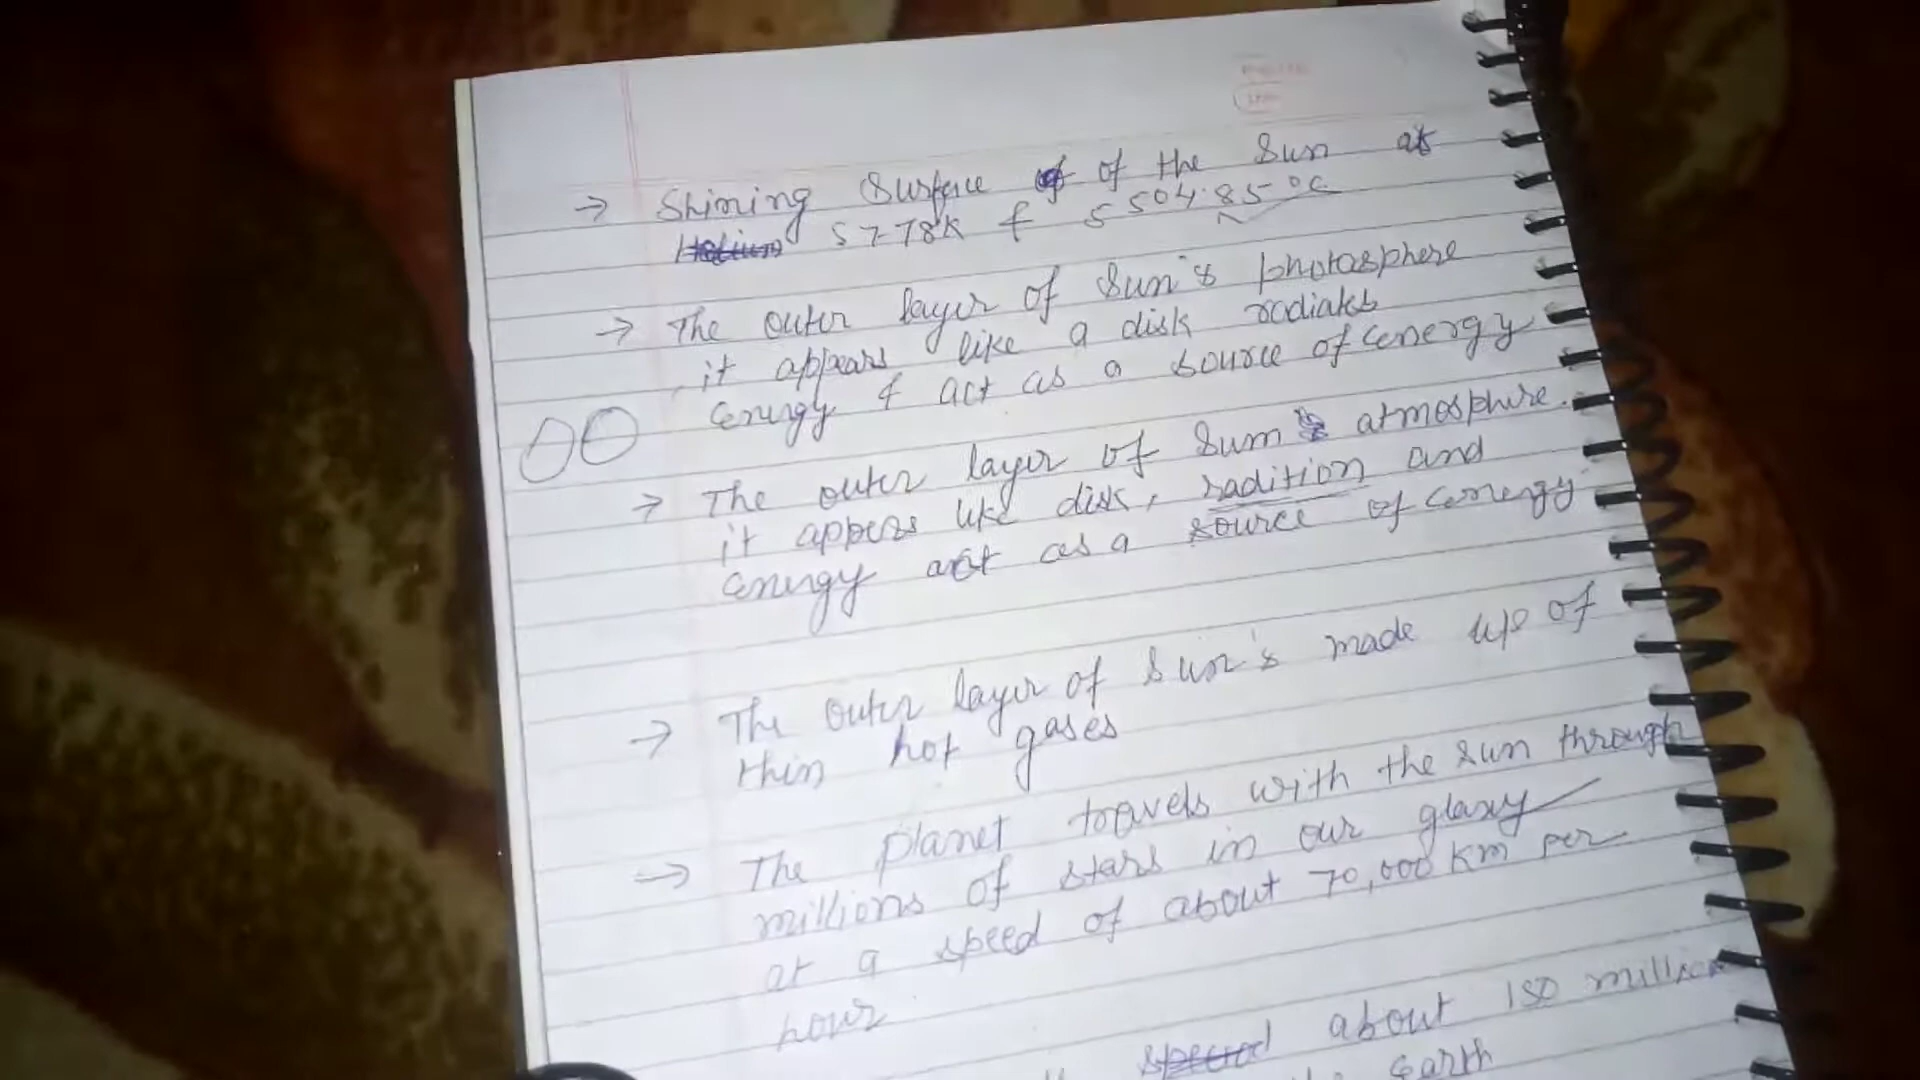 → Shining Surface of of the Sun at
Helium 5778K f 5504.85°C
→ The outer layer of Sun's photosphere
it appears like a disk radiates
energy & act as a source of energy
→ The outer layer of Sum's atmosphire.
it appers like disk, radition and
energy act as a source of energy
→ The outer layer of Sun's made up of
thin hot gases
→ The planet travels with the sun through
millions of stars in our glaxy
at a speed of about 70,000 km per
hour
speed about 150 million
Earth